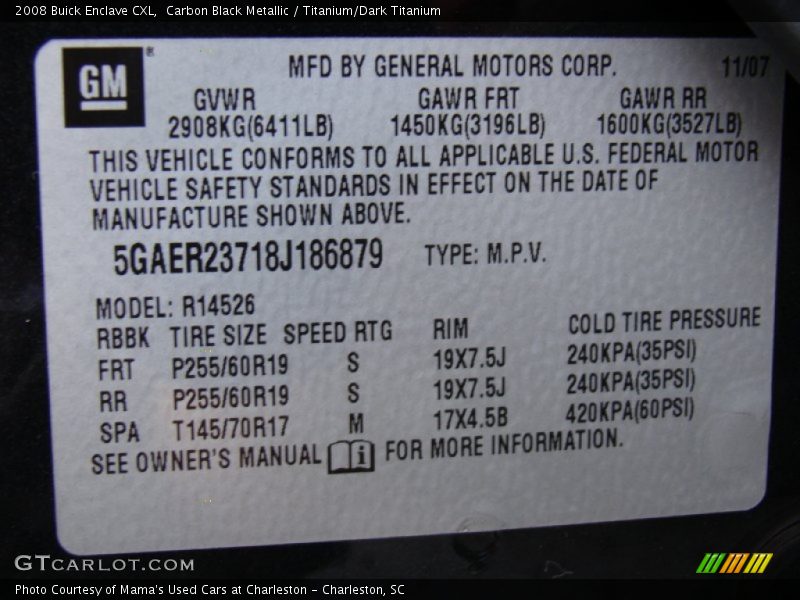 2008 Buick Enclave CXL,  Carbon Black Metallic / Titanium/Dark Titanium
GM ® MFD BY GENERAL MOTORS CORP. 11/07
GVWR GAWR FRT GAWR RR
2908KG(6411LB) 1450KG(3196LB) 1600KG(3527LB)
THIS VEHICLE CONFORMS TO ALL APPLICABLE U.S. FEDERAL MOTOR
VEHICLE SAFETY STANDARDS IN EFFECT ON THE DATE OF
MANUFACTURE SHOWN ABOVE.
5GAER23718J186879 TYPE: M.P.V.
MODEL: R14526
RBBK TIRE SIZE SPEED RTG RIM COLD TIRE PRESSURE
FRT P255/60R19 S 19X7.5J 240KPA(35PSI)
RR P255/60R19 S 19X7.5J 240KPA(35PSI)
SPA T145/70R17 M 17X4.5B 420KPA(60PSI)
SEE OWNER'S MANUAL i FOR MORE INFORMATION.
GTCARLOT.COM
Photo Courtesy of Mama's Used Cars at Charleston - Charleston, SC